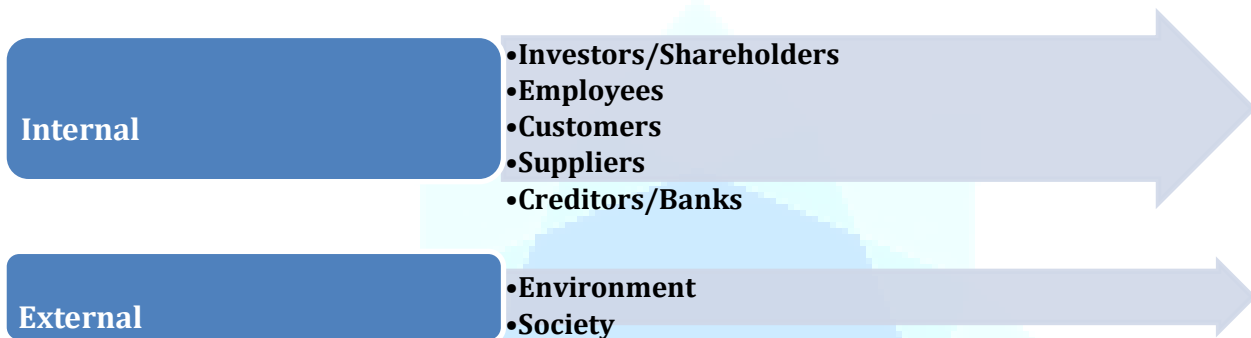 Internal
•Investors/Shareholders
•Employees
•Customers
•Suppliers
•Creditors/Banks
External
•Environment
•Society